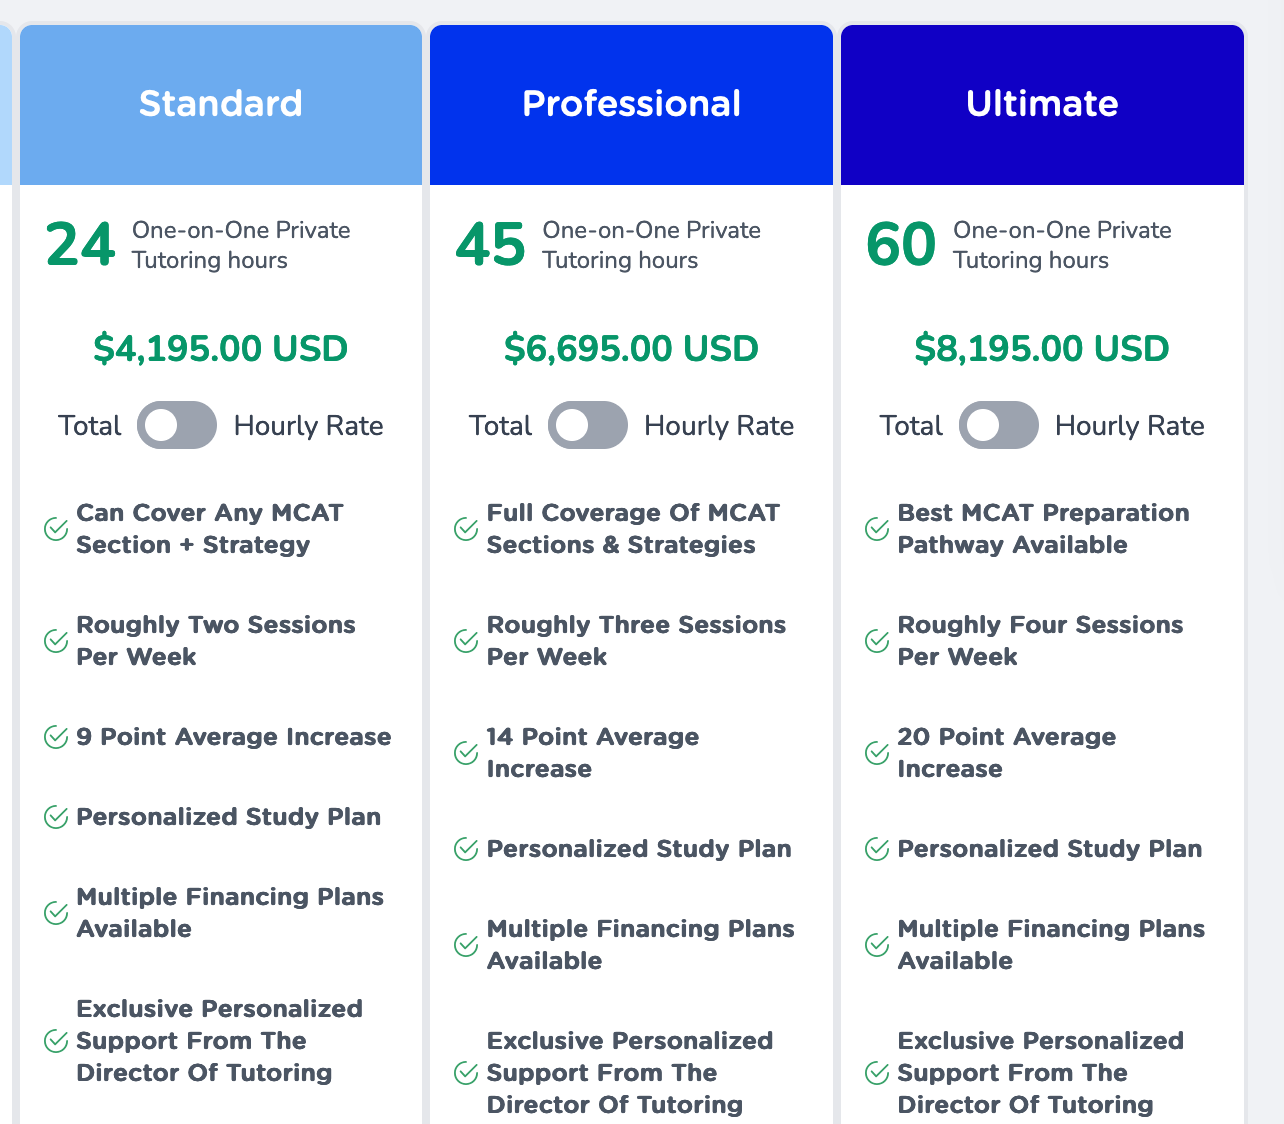 Standard
24
One-on-One Private
Tutoring hours
$4,195.00 USD
Total
Hourly Rate
Can Cover Any MCAT
Section + Strategy
Roughly Two Sessions
Per Week
9 Point Average Increase
Personalized Study Plan
Multiple Financing Plans
Available
Exclusive Personalized
Support From The
Director Of Tutoring
Professional
45
One-on-One Private
Tutoring hours
$6,695.00 USD
Total
Hourly Rate
Full Coverage Of MCAT
Sections & Strategies
Roughly Three Sessions
Per Week
14 Point Average
Increase
Personalized Study Plan
Multiple Financing Plans
Available
Exclusive Personalized
Support From The
Director Of Tutoring
Ultimate
60
One-on-One Private
Tutoring hours
$8,195.00 USD
Total
Hourly Rate
Best MCAT Preparation
Pathway Available
Roughly Four Sessions
Per Week
20 Point Average
Increase
Personalized Study Plan
Multiple Financing Plans
Available
Exclusive Personalized
Support From The
Director Of Tutoring